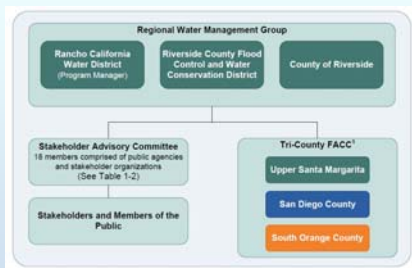 Regional Water Management Group
Rancho California
Water District
(Program Manager)
Riverside County Flood
Control and Water
Conservation District
County of Riverside
Stakeholder Advisory Committee
18 members comprised of public agencies
and stakeholder organizations
(See Table 1-2)
Stakeholders and Members of the
Public
Tri-County FACC¹
Upper Santa Margarita
San Diego County
South Orange County